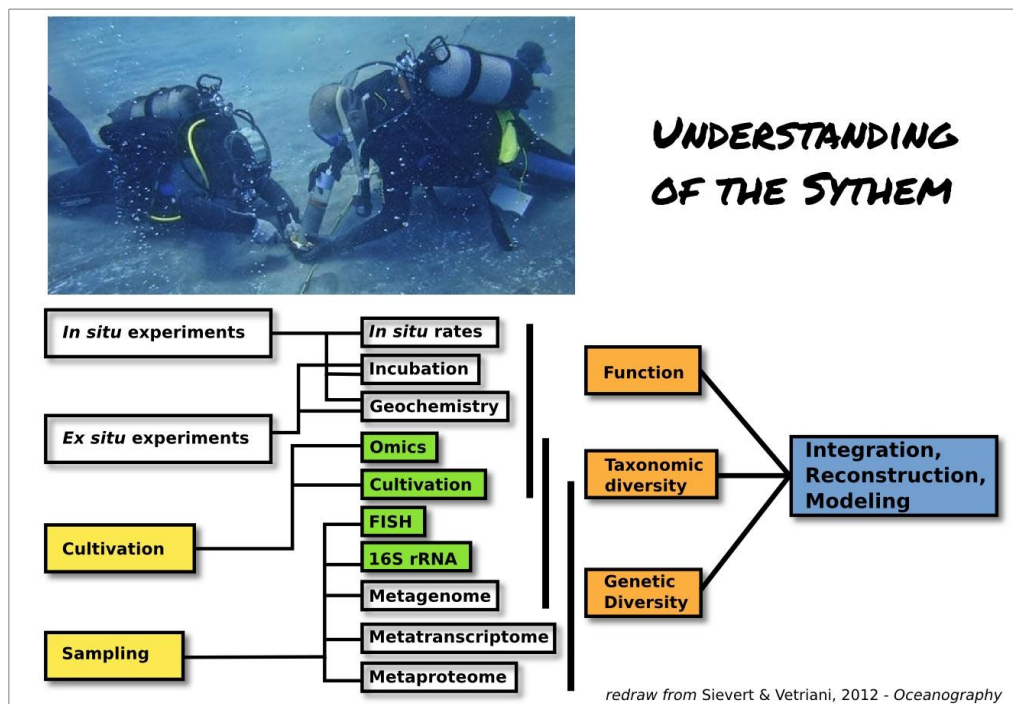 UNDERSTANDING
OF THE SYTHEM
In situ experiments
Ex situ experiments
Cultivation
Sampling
In situ rates
Incubation
Geochemistry
Omics
Cultivation
FISH
16S rRNA
Metagenome
Metatranscriptome
Metaproteome
Function
Taxonomic
diversity
Genetic
Diversity
Integration,
Reconstruction,
Modeling
redraw from Sievert & Vetriani, 2012 - Oceanography